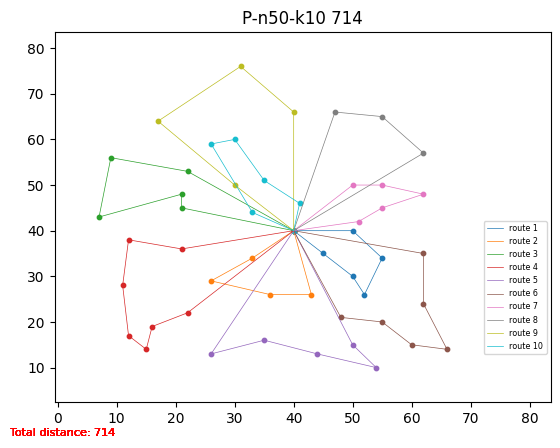 P-n50-k10 714
80
70
60
50
40
30
20
10
0 10 20 30 40 50 60 70 80
route 1
route 2
route 3
route 4
route 5
route 6
route 7
route 8
route 9
route 10
Total distance: 714